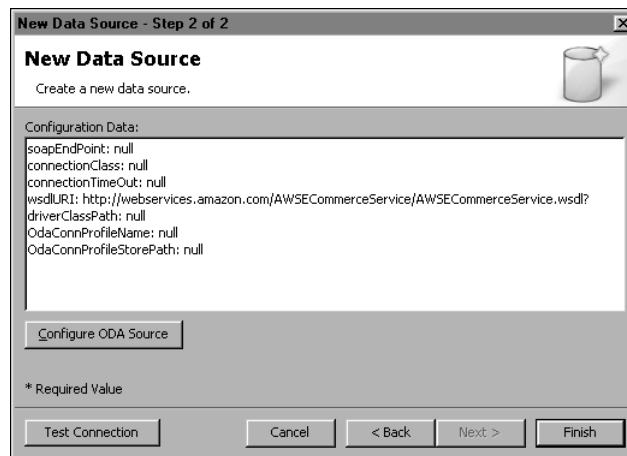 New Data Source - Step 2 of 2
New Data Source
Create a new data source.
Configuration Data:
soapEndPoint: null
connectionClass: null
connectionTimeOut: null
wsdlURI: http://webservices.amazon.com/AWSECommerceService/AWSECommerceService.wsdl?
driverClassPath: null
OdaConnProfileName: null
OdaConnProfileStorePath: null
Configure ODA Source
* Required Value
Test Connection Cancel < Back Next > Finish